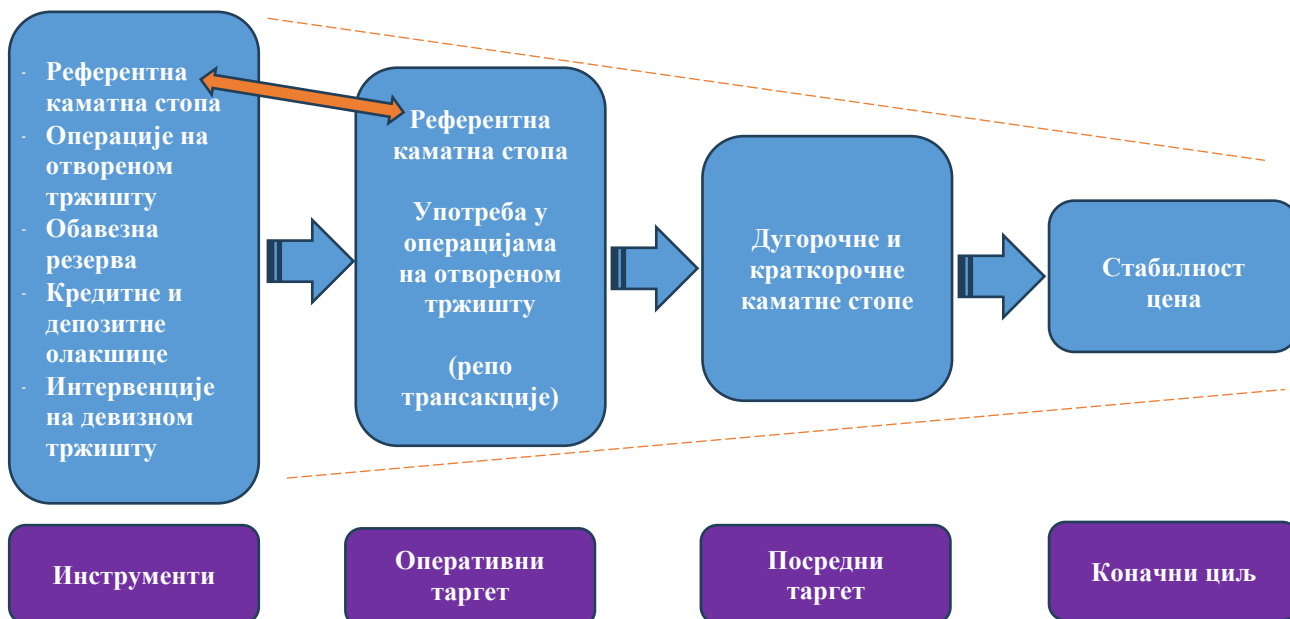 - Референтна
каматна стопа
- Операције на
отвореном
тржишту
- Обавезна
резерва
- Кредитне и
депозитне
олакшице
- Интервенције
на девизном
тржишту
Референтна
каматна стопа
Употреба у
операцијама
на отвореном
тржишту
(репо
трансакције)
Дугорочне и
краткорочне
каматне стопе
Стабилност
цена
Инструменти
Оперативни
таргет
Посредни
таргет
Коначни циљ